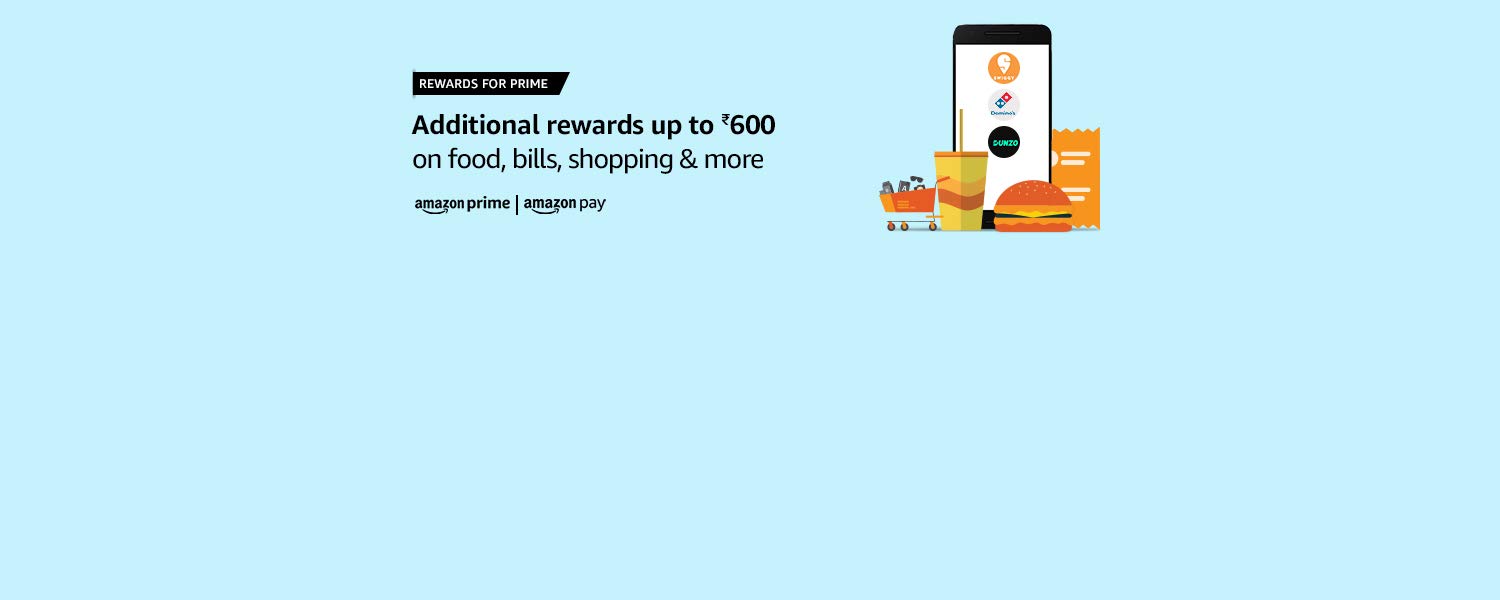 REWARDS FOR PRIME
Additional rewards up to ₹600
on food, bills, shopping & more
amazon prime | amazon pay
SWIGGY
Domino's
DUNZO